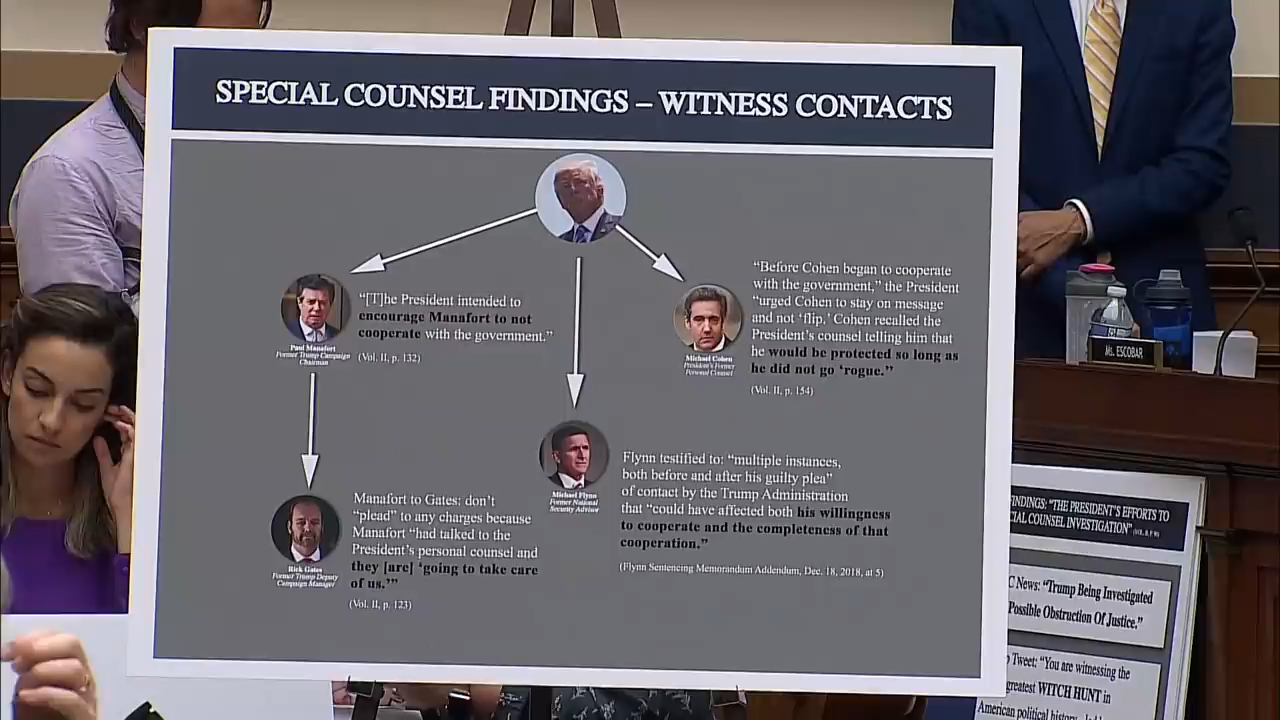 SPECIAL COUNSEL FINDINGS – WITNESS CONTACTS
“[T]he President intended to
encourage Manafort to not
cooperate with the government.”
(Vol. II, p. 132)
Paul Manafort
Former Trump Campaign
Chairman
“Before Cohen began to cooperate
with the government,” the President
“urged Cohen to stay on message
and not ‘flip.’ Cohen recalled the
President’s counsel telling him that
he would be protected so long as
he did not go ‘rogue.”
(Vol. II, p. 154)
Michael Cohen
President's Former
Personal Counsel
Michael Flynn
Former National
Security Advisor
Flynn testified to: “multiple instances,
both before and after his guilty plea”
of contact by the Trump Administration
that “could have affected both his willingness
to cooperate and the completeness of that
cooperation.”
(Flynn Sentencing Memorandum Addendum, Dec. 18, 2018, at 5)
Manafort to Gates: don’t
“plead” to any charges because
Manafort “had talked to the
President’s personal counsel and
they [are] ‘going to take care
of us.’”
(Vol. II, p. 123)
Rick Gates
Former Trump Deputy
Campaign Manager
Ms. ESCOBAR
FINDINGS: “THE PRESIDENT’S EFFORTS TO
COUNSEL INVESTIGATION”
C News: “Trump Being Investigated
Possible Obstruction Of Justice.”
Tweet: “You are witnessing the
greatest WITCH HUNT in
American political history